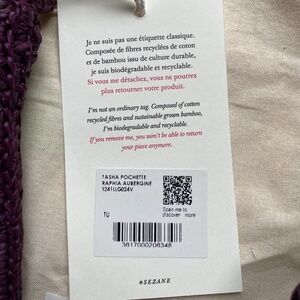 Je ne suis pas une étiquette classique.
Composée de fibres recyclées de coton
et de bambou issu de culture durable,
je suis biodégradable et recyclable.
Si vous me détachez, vous ne pourrez
plus retourner votre produit.
I'm not an ordinary tag. Composed of cotton
recycled fibres and sustainable grown bamboo,
I'm biodegradable and recyclable.
If you remove me, you won't be able to return
your piece anymore.
TASHA POCHETTE
RAPHIA AUBERGINE
1241LLG024V
TU
Scan me to
discover more
3617000206348
#SEZANE